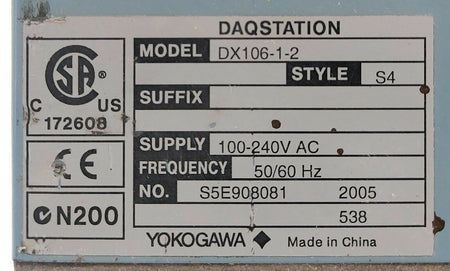 DAQSTATION
MODEL DX106-1-2
STYLE S4
SUFFIX
SUPPLY 100-240V AC
FREQUENCY 50/60 Hz
NO. S5E908081 2005
538
YOKOGAWA Made in China
SA
C US
172608
CE
N200